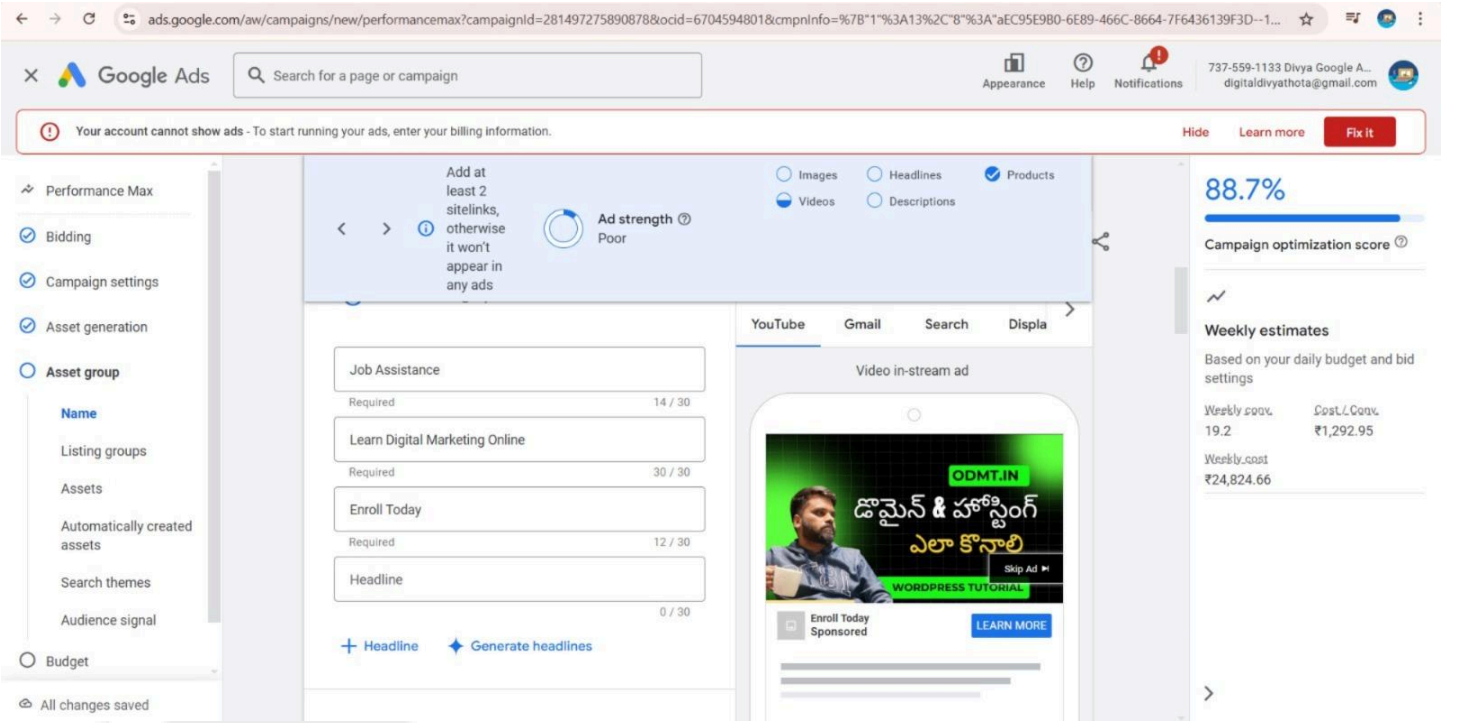 ads.google.com/aw/campaigns/new/performancemax?campaignId=281497275890878&ocid=6704594801&cmpnInfo=%7B"1"%3A13%2C"8"%3A"aEC95E9B0-6E89-466C-8664-7F6436139F3D--1...
Google Ads
Search for a page or campaign
Appearance
Help
Notifications
737-559-1133 Divya Google A...
digitaldivyathota@gmail.com
Your account cannot show ads - To start running your ads, enter your billing information.
Hide
Learn more
Fix it
Performance Max
Bidding
Campaign settings
Asset generation
Asset group
Name
Listing groups
Assets
Automatically created
assets
Search themes
Audience signal
Budget
All changes saved
Add at
least 2
sitelinks,
otherwise
it won't
appear in
any ads
Ad strength
Poor
Images
Headlines
Products
Videos
Descriptions
Job Assistance
Required 14 / 30
Learn Digital Marketing Online
Required 30 / 30
Enroll Today
Required 12 / 30
Headline
0 / 30
+ Headline
Generate headlines
YouTube Gmail Search Displa
Video in-stream ad
ODMT.IN
డొమైన్ & హోస్టింగ్
ఎలా కొనాలి
Skip Ad
WORDPRESS TUTORIAL
Enroll Today
Sponsored
LEARN MORE
88.7%
Campaign optimization score
Weekly estimates
Based on your daily budget and bid
settings
Weekly conv. Cost / Conv.
19.2 ₹1,292.95
Weekly cost
₹24,824.66